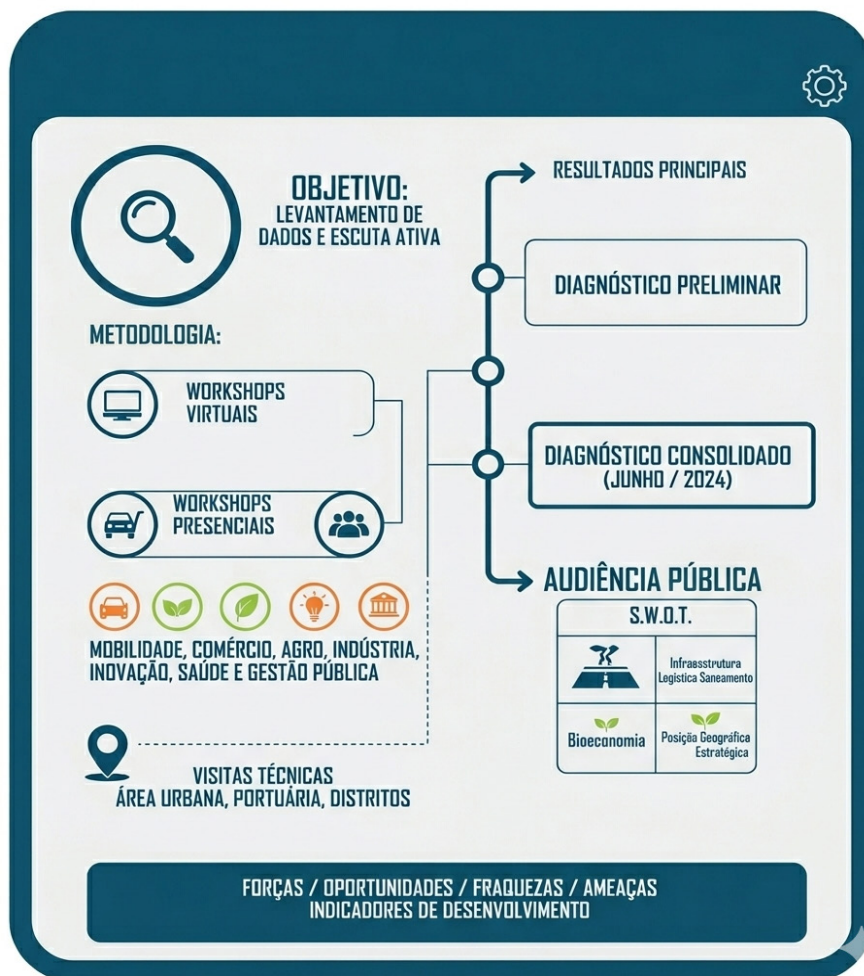 OBJETIVO:
LEVANTAMENTO DE
DADOS E ESCUTA ATIVA
METODOLOGIA:
WORKSHOPS
VIRTUAIS
WORKSHOPS
PRESENCIAIS
MOBILIDADE, COMÉRCIO, AGRO, INDÚSTRIA,
INOVAÇÃO, SAÚDE E GESTÃO PÚBLICA
VISITAS TÉCNICAS
ÁREA URBANA, PORTUÁRIA, DISTRITOS
RESULTADOS PRINCIPAIS
DIAGNÓSTICO PRELIMINAR
DIAGNÓSTICO CONSOLIDADO
(JUNHO / 2024)
AUDIÊNCIA PÚBLICA
S.W.O.T.
Infraasstrutura
Logistica Saneamento
Bioeconomia
Posição Geográfica
Estratégica
FORÇAS / OPORTUNIDADES / FRAQUEZAS / AMEAÇAS
INDICADORES DE DESENVOLVIMENTO